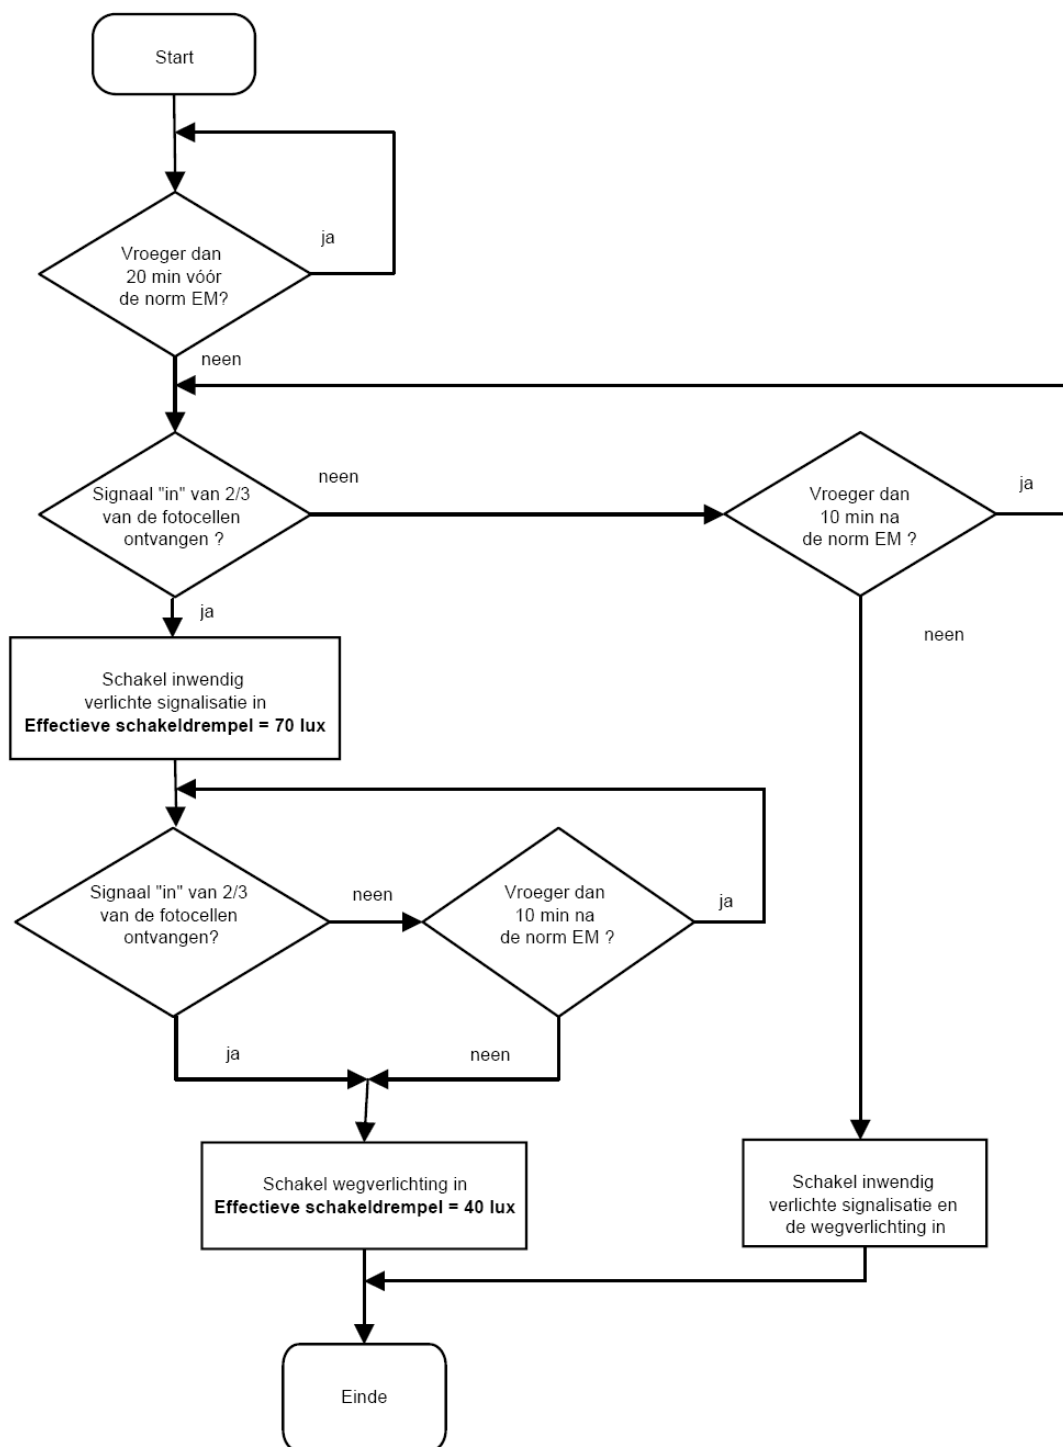 Start
ja
Vroeger dan
20 min vóór
de norm EM?
neen
neen
Signaal "in" van 2/3
van de fotocellen
ontvangen ?
Vroeger dan
10 min na
de norm EM ?
ja
ja
neen
Schakel inwendig
verlichte signalisatie in
Effectieve schakeldrempel = 70 lux
Signaal "in" van 2/3
van de fotocellen
ontvangen?
neen
Vroeger dan
10 min na
de norm EM ?
ja
ja
neen
Schakel wegverlichting in
Effectieve schakeldrempel = 40 lux
Schakel inwendig
verlichte signalisatie en
de wegverlichting in
Einde